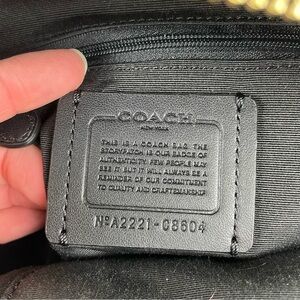 COACH
NEW YORK
THIS IS A COACH BAG. THE
STORYPATCH IS OUR BADGE OF
AUTHENTICITY. FEW PEOPLE MAY
SEE IT BUT IT WILL ALWAYS BE A
REMINDER OF OUR COMMITMENT
TO QUALITY AND CRAFTSMANSHIP.
NºA2221-08604